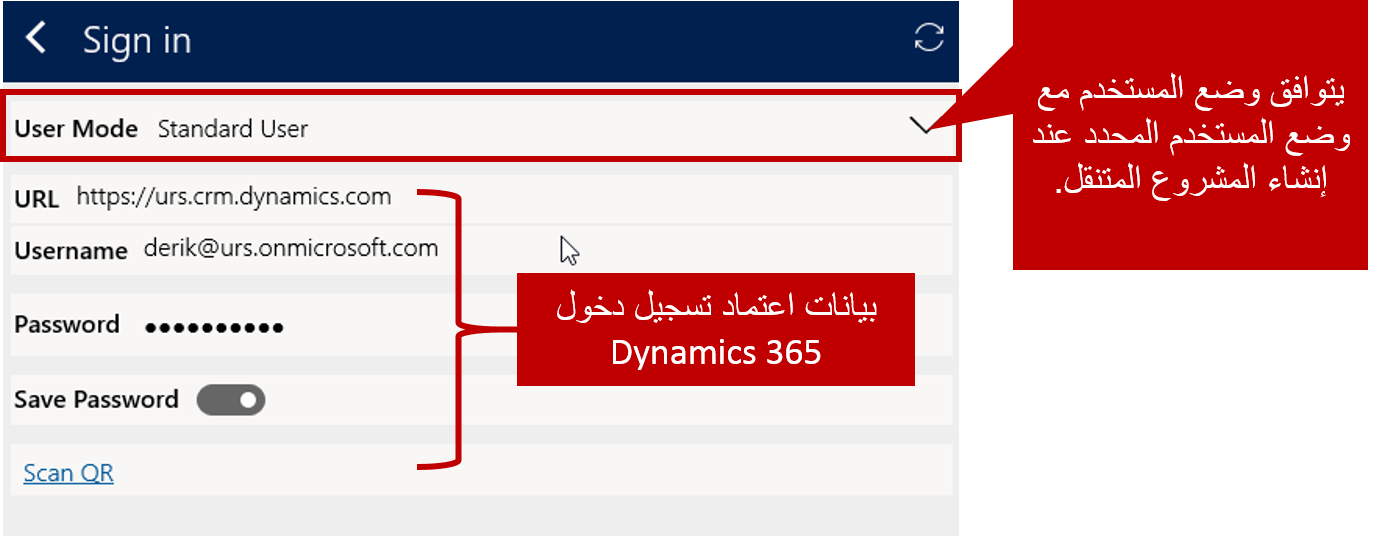 Sign in
User Mode Standard User
يتوافق وضع المستخدم مع
وضع المستخدم المحدد عند
إنشاء المشروع المتنقل.
URL https://urs.crm.dynamics.com
Username derik@urs.onmicrosoft.com
Password ●●●●●●●●●●
بيانات اعتماد تسجيل دخول
Dynamics 365
Save Password
Scan QR